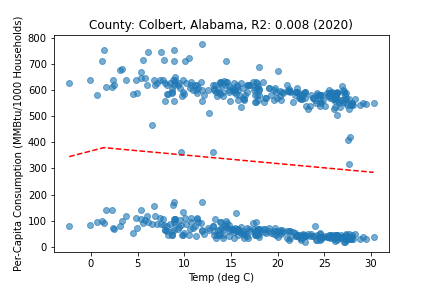 County: Colbert, Alabama, R2: 0.008 (2020)
Per-Capita Consumption (MMBtu/1000 Households)
800
700
600
500
400
300
200
100
0
0 5 10 15 20 25 30
Temp (deg C)